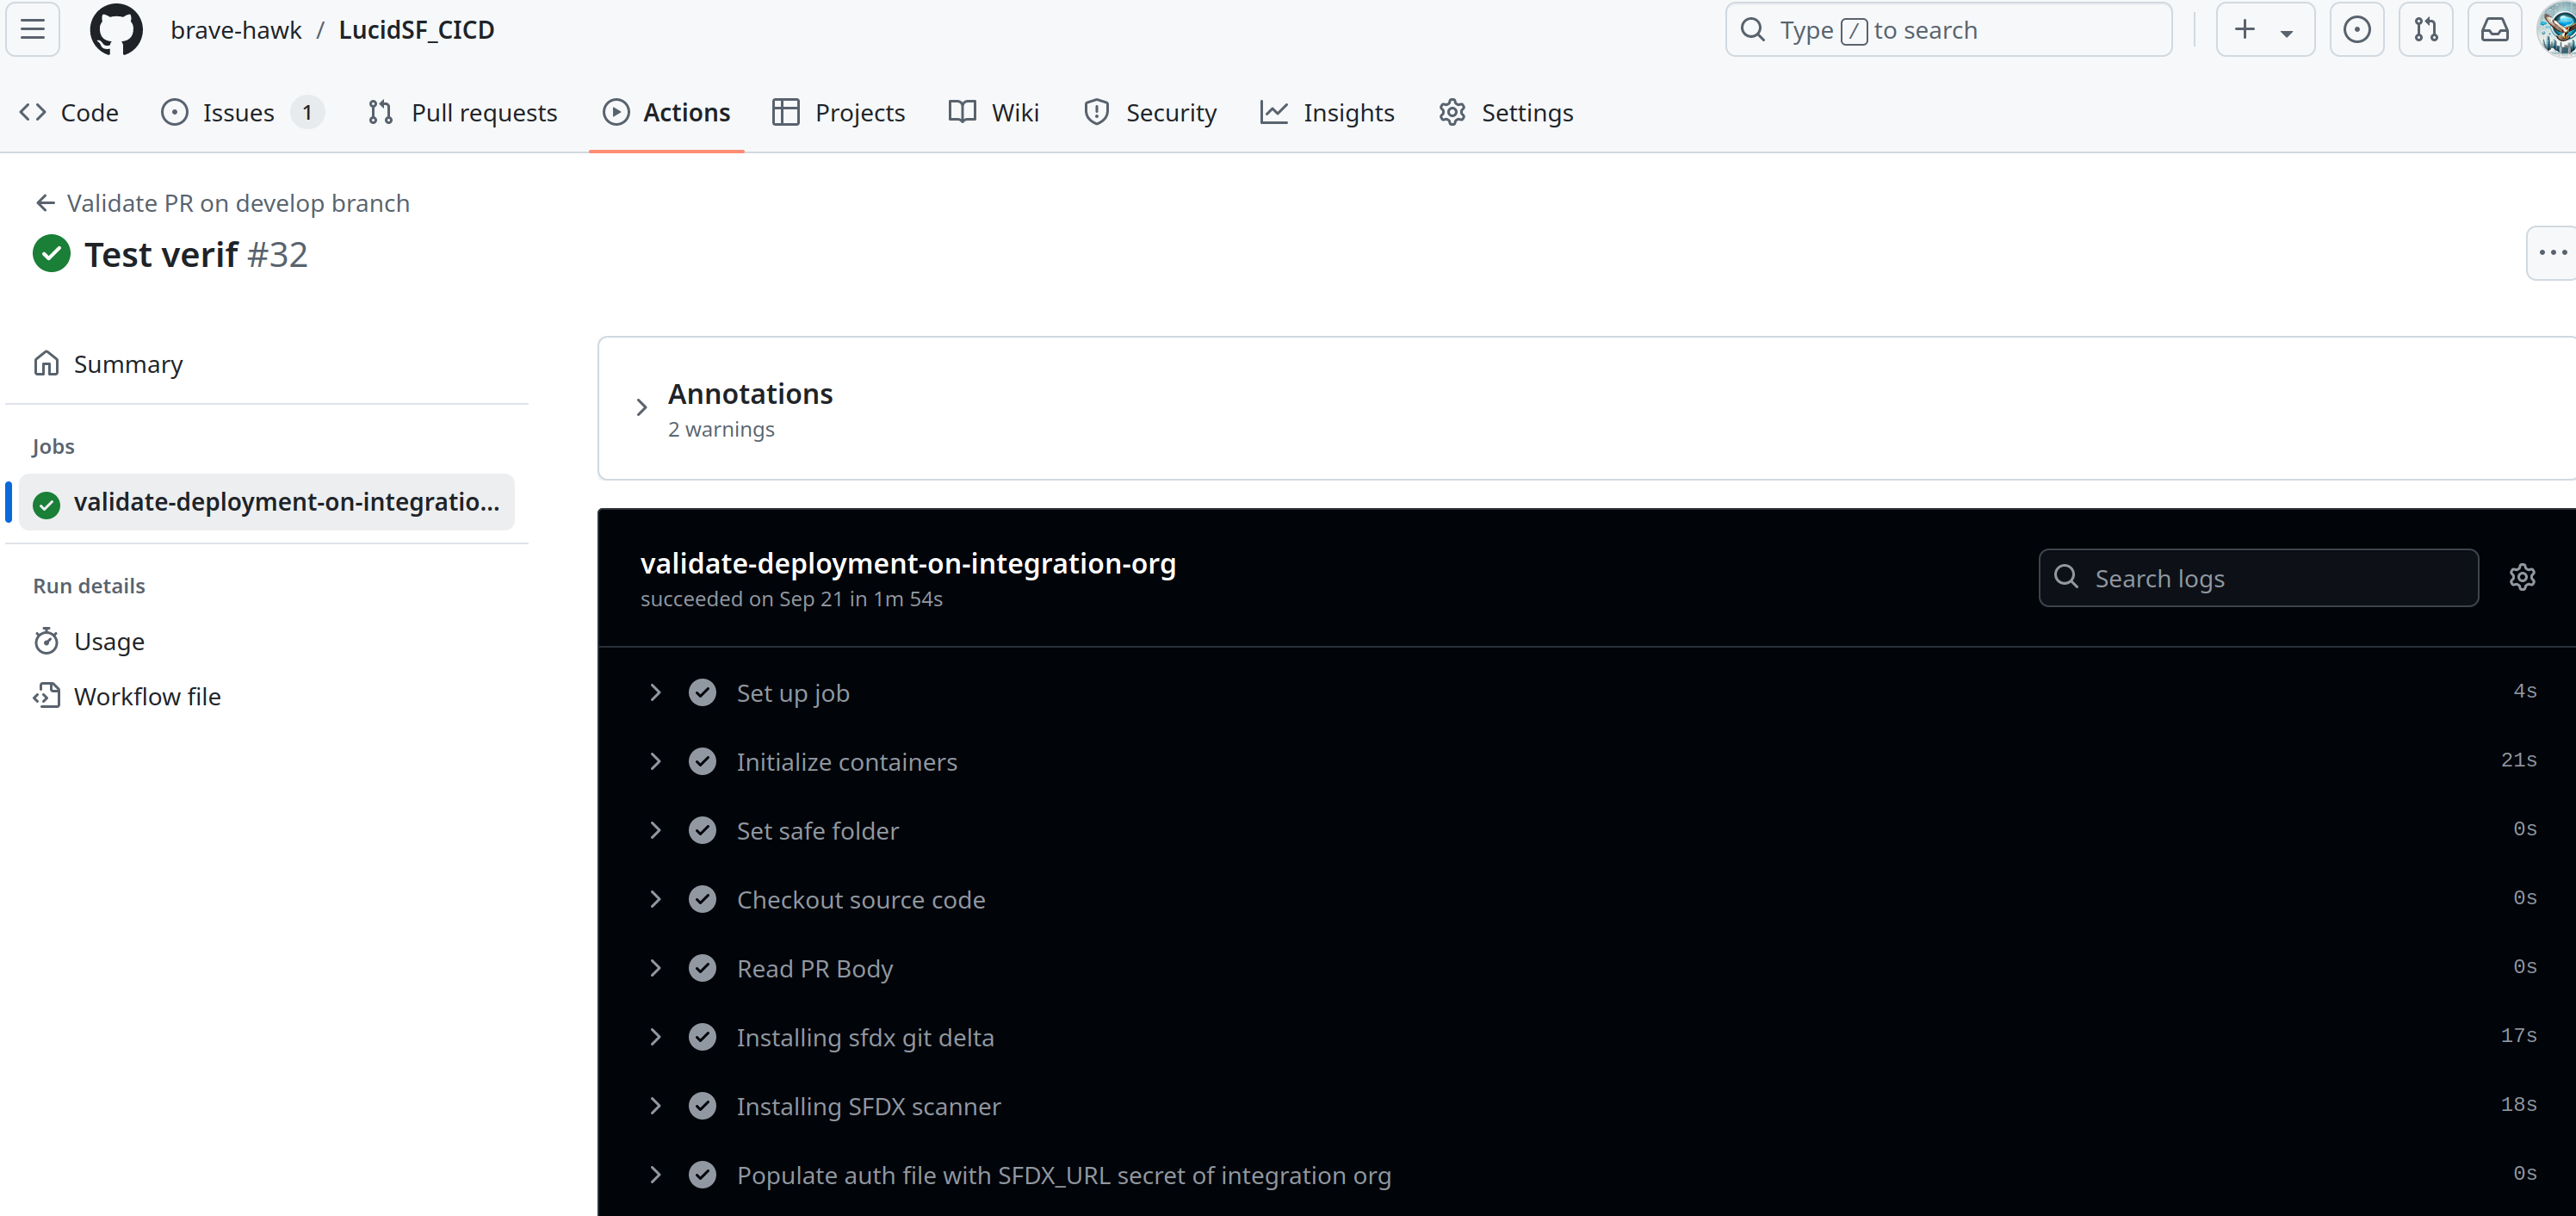 brave-hawk / LucidSF_CICD
Type / to search
Code
Issues 1
Pull requests
Actions
Projects
Wiki
Security
Insights
Settings
Validate PR on develop branch
Test verif #32
Summary
Jobs
validate-deployment-on-integratio...
Run details
Usage
Workflow file
Annotations
2 warnings
validate-deployment-on-integration-org
succeeded on Sep 21 in 1m 54s
Search logs
Set up job 4s
Initialize containers 21s
Set safe folder 0s
Checkout source code 0s
Read PR Body 0s
Installing sfdx git delta 17s
Installing SFDX scanner 18s
Populate auth file with SFDX_URL secret of integration org 0s